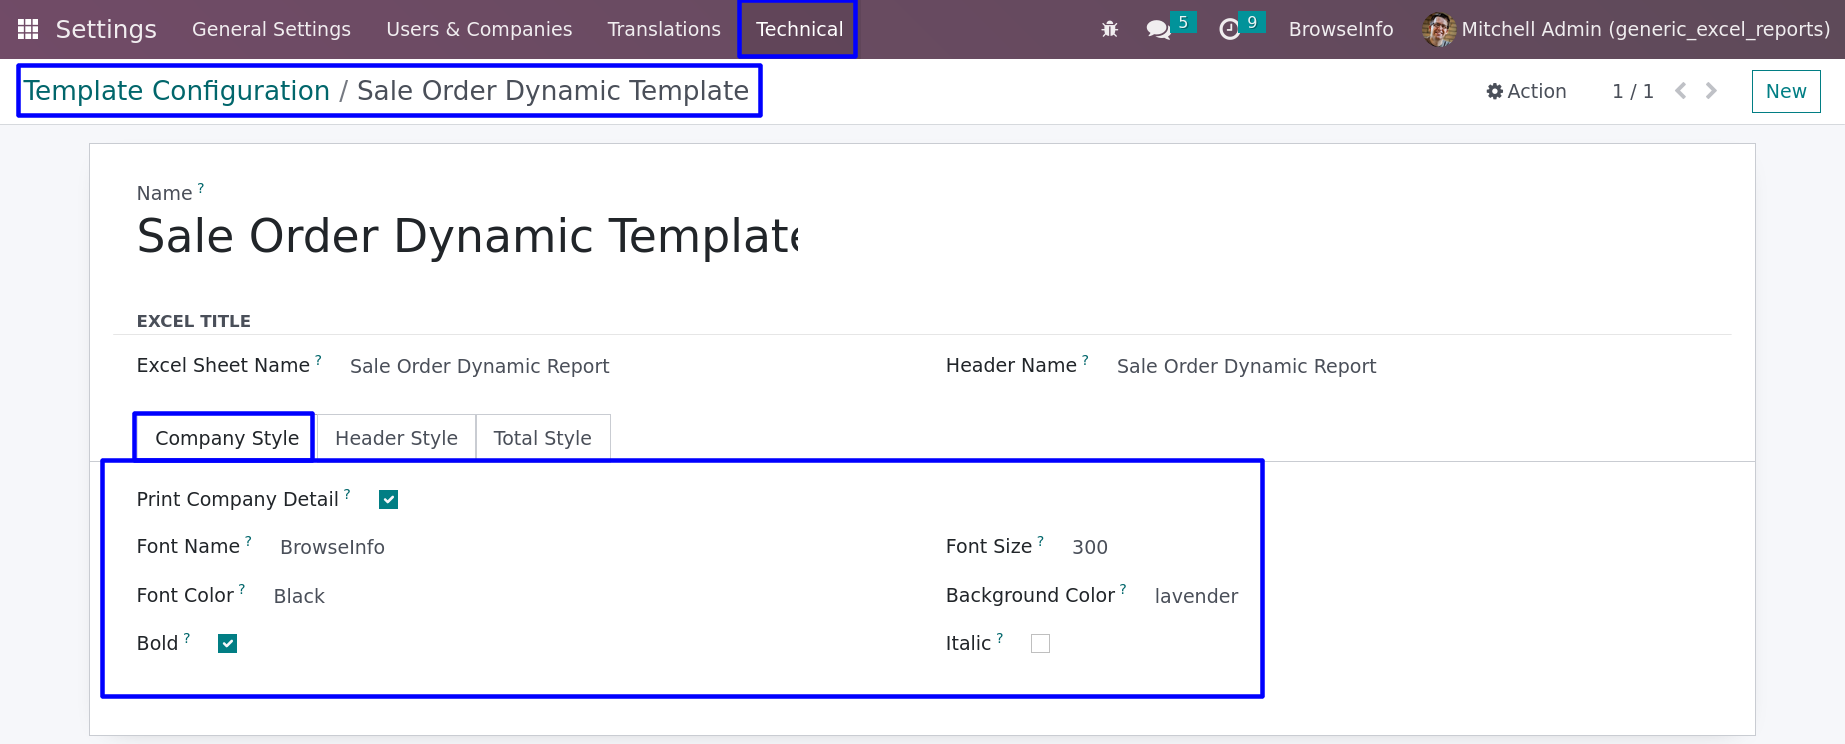 Settings General Settings Users & Companies Translations Technical 5 9 BrowseInfo Mitchell Admin (generic_excel_reports)
Template Configuration / Sale Order Dynamic Template Action 1 / 1 New
Name ?
Sale Order Dynamic Template
EXCEL TITLE
Excel Sheet Name ? Sale Order Dynamic Report Header Name ? Sale Order Dynamic Report
Company Style Header Style Total Style
Print Company Detail ?
Font Name ? BrowseInfo Font Size ? 300
Font Color ? Black Background Color ? lavender
Bold ? Italic ?